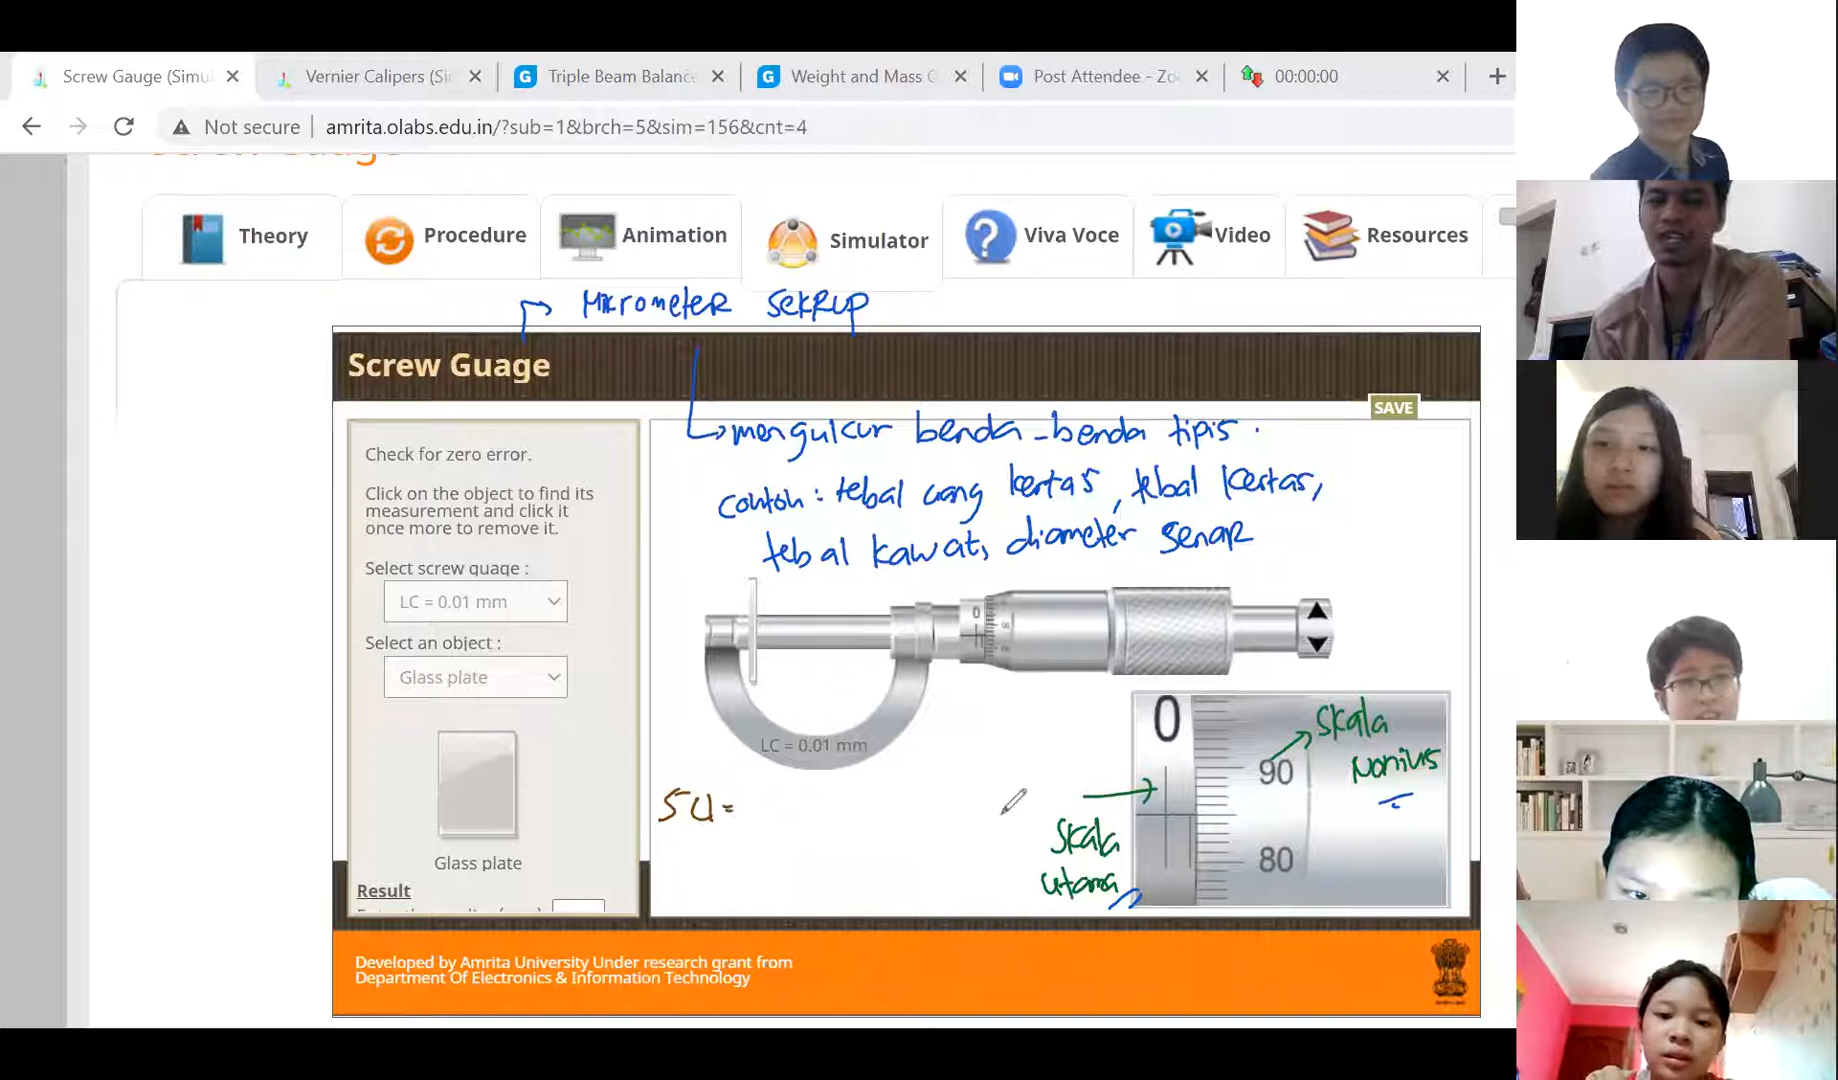 Screw Gauge (Simul
Vernier Calipers (Si
Triple Beam Balance
Weight and Mass C
Post Attendee - Zo
00:00:00
Not secure
amrita.olabs.edu.in/?sub=1&brch=5&sim=156&cnt=4
Theory
Procedure
Animation
Simulator
Viva Voce
Video
Resources
Mikrometer Sekrup
Screw Guage
SAVE
mengukur benda-benda tipis.
contoh: tebal uang kertas, tebal kertas,
tebal kawat, diameter senar
Check for zero error.
Click on the object to find its
measurement and click it
once more to remove it.
Select screw guage :
LC = 0.01 mm
Select an object :
Glass plate
Glass plate
Result
LC = 0.01 mm
0
8
0
90
80
Skala
Nonius
Skala
utama
SU =
Developed by Amrita University Under research grant from
Department Of Electronics & Information Technology